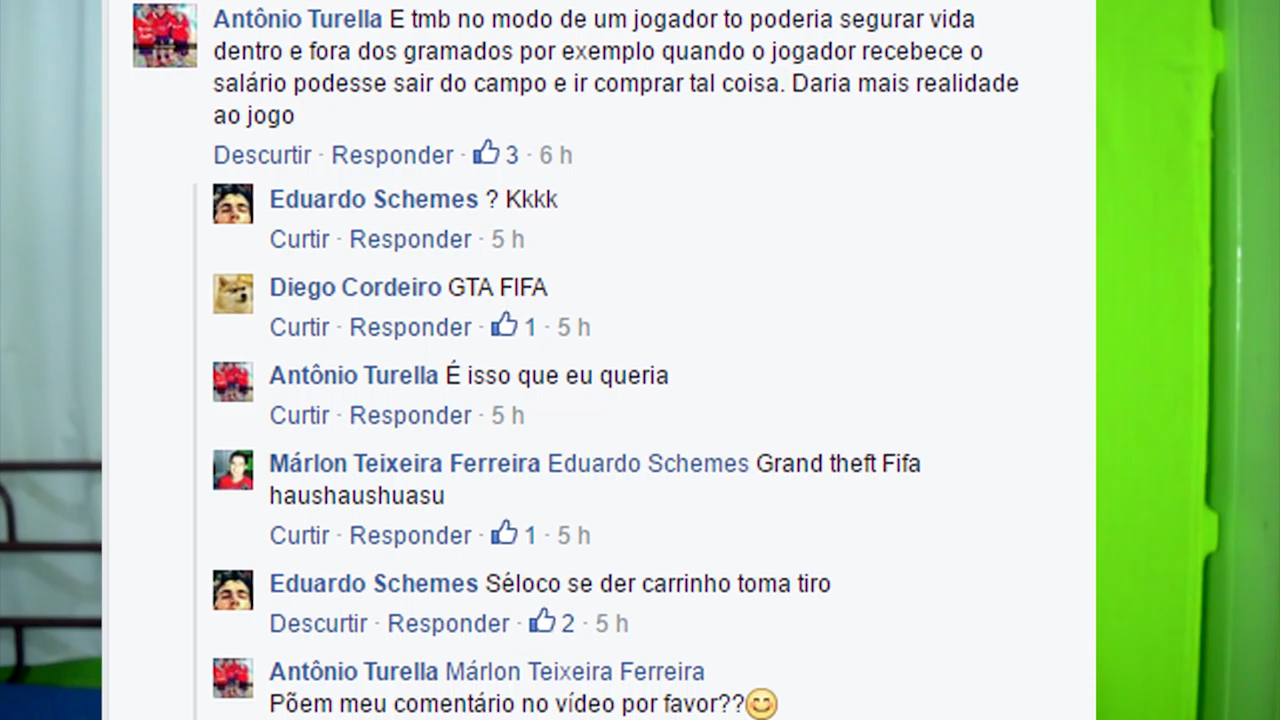 Antônio Turella E tmb no modo de um jogador to poderia segurar vida
dentro e fora dos gramados por exemplo quando o jogador recebece o
salário podesse sair do campo e ir comprar tal coisa. Daria mais realidade
ao jogo
Descurtir · Responder · 3 · 6 h
Eduardo Schemes ? Kkkk
Curtir · Responder · 5 h
Diego Cordeiro GTA FIFA
Curtir · Responder · 1 · 5 h
Antônio Turella É isso que eu queria
Curtir · Responder · 5 h
Márlon Teixeira Ferreira Eduardo Schemes Grand theft Fifa
haushaushuasu
Curtir · Responder · 1 · 5 h
Eduardo Schemes Séloco se der carrinho toma tiro
Descurtir · Responder · 2 · 5 h
Antônio Turella Márlon Teixeira Ferreira
Põem meu comentário no vídeo por favor??😊